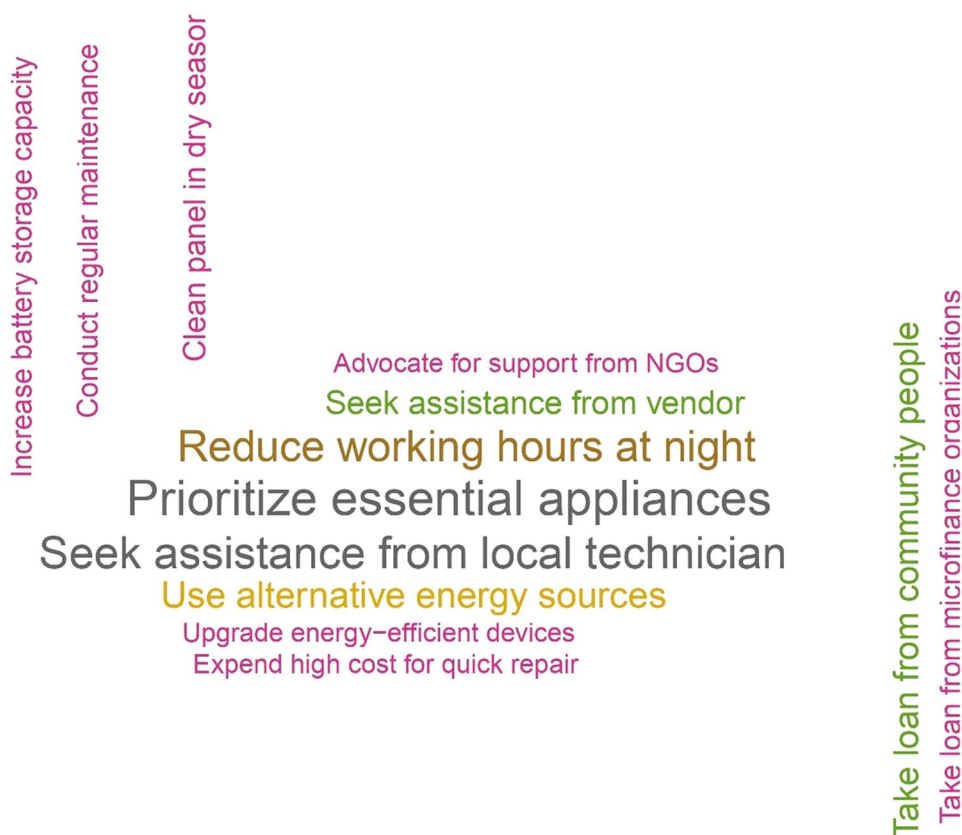 Increase battery storage capacity
Conduct regular maintenance
Clean panel in dry seasor
Advocate for support from NGOs
Seek assistance from vendor
Reduce working hours at night
Prioritize essential appliances
Seek assistance from local technician
Use alternative energy sources
Upgrade energy−efficient devices
Expend high cost for quick repair
Take loan from community people
Take loan from microfinance organizations